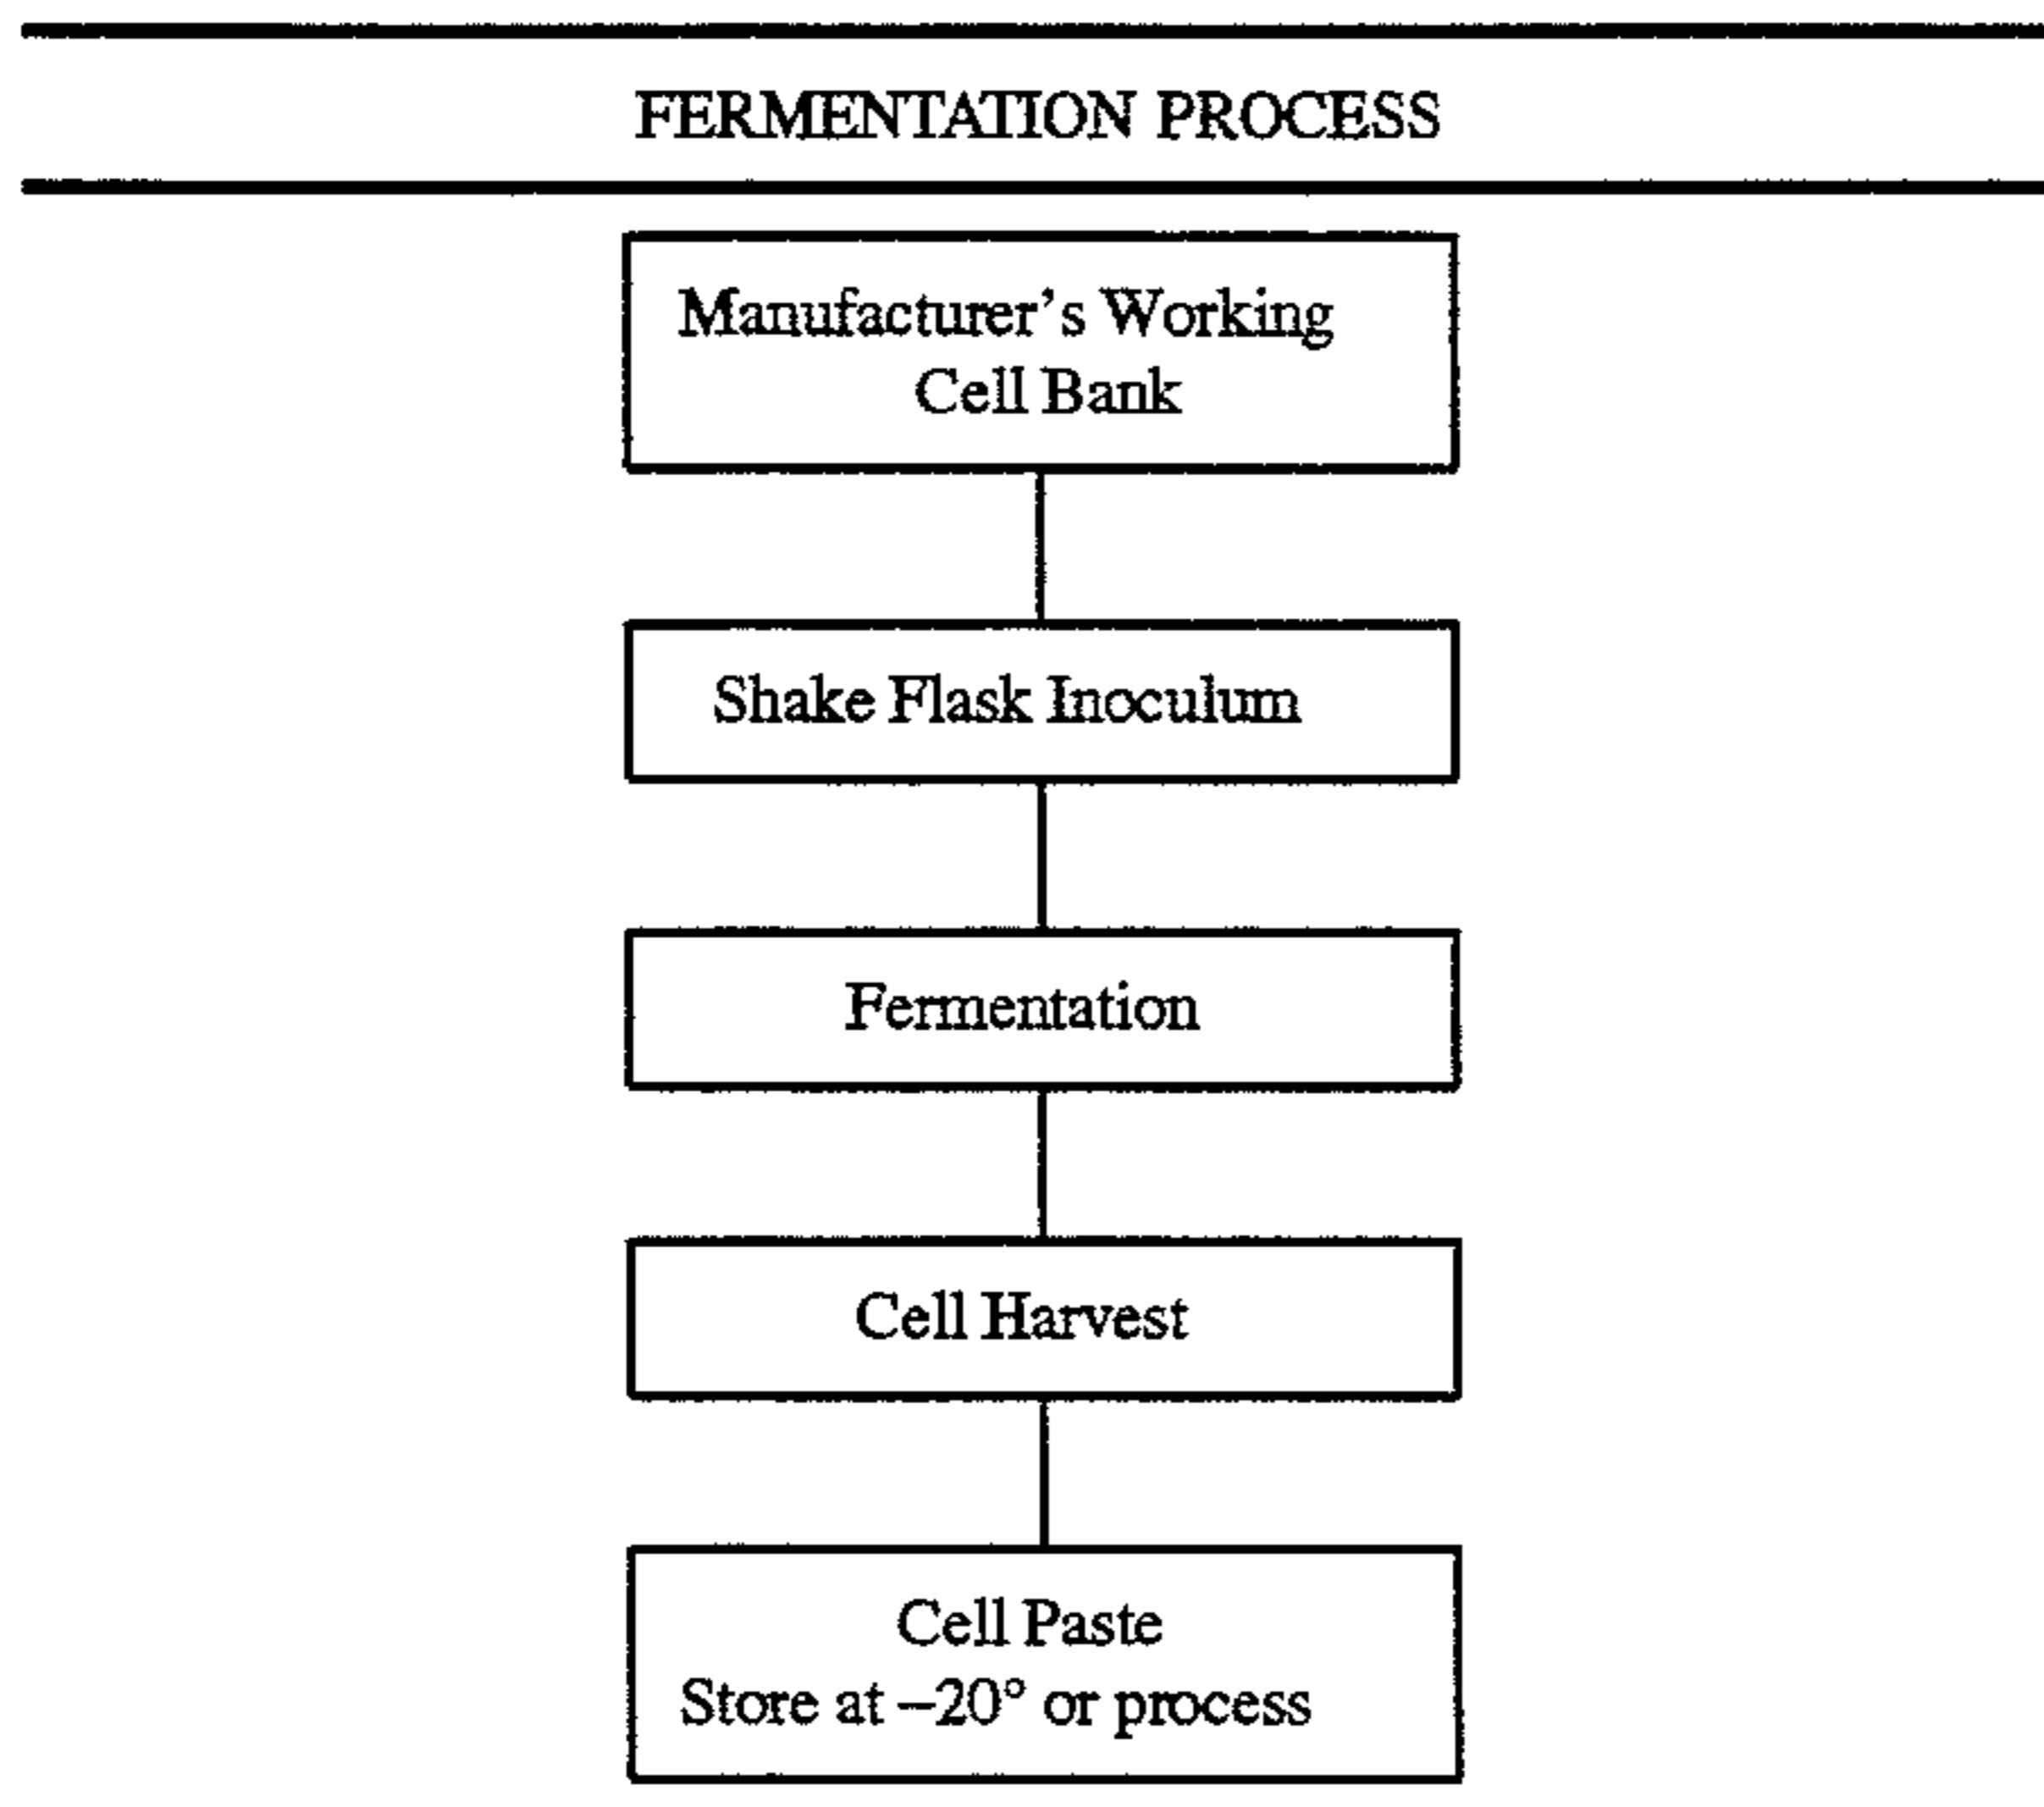 FERMENTATION PROCESS
Manufacturer’s Working
Cell Bank
Shake Flask Inoculum
Fermentation
Cell Harvest
Cell Paste
Store at –20° or process